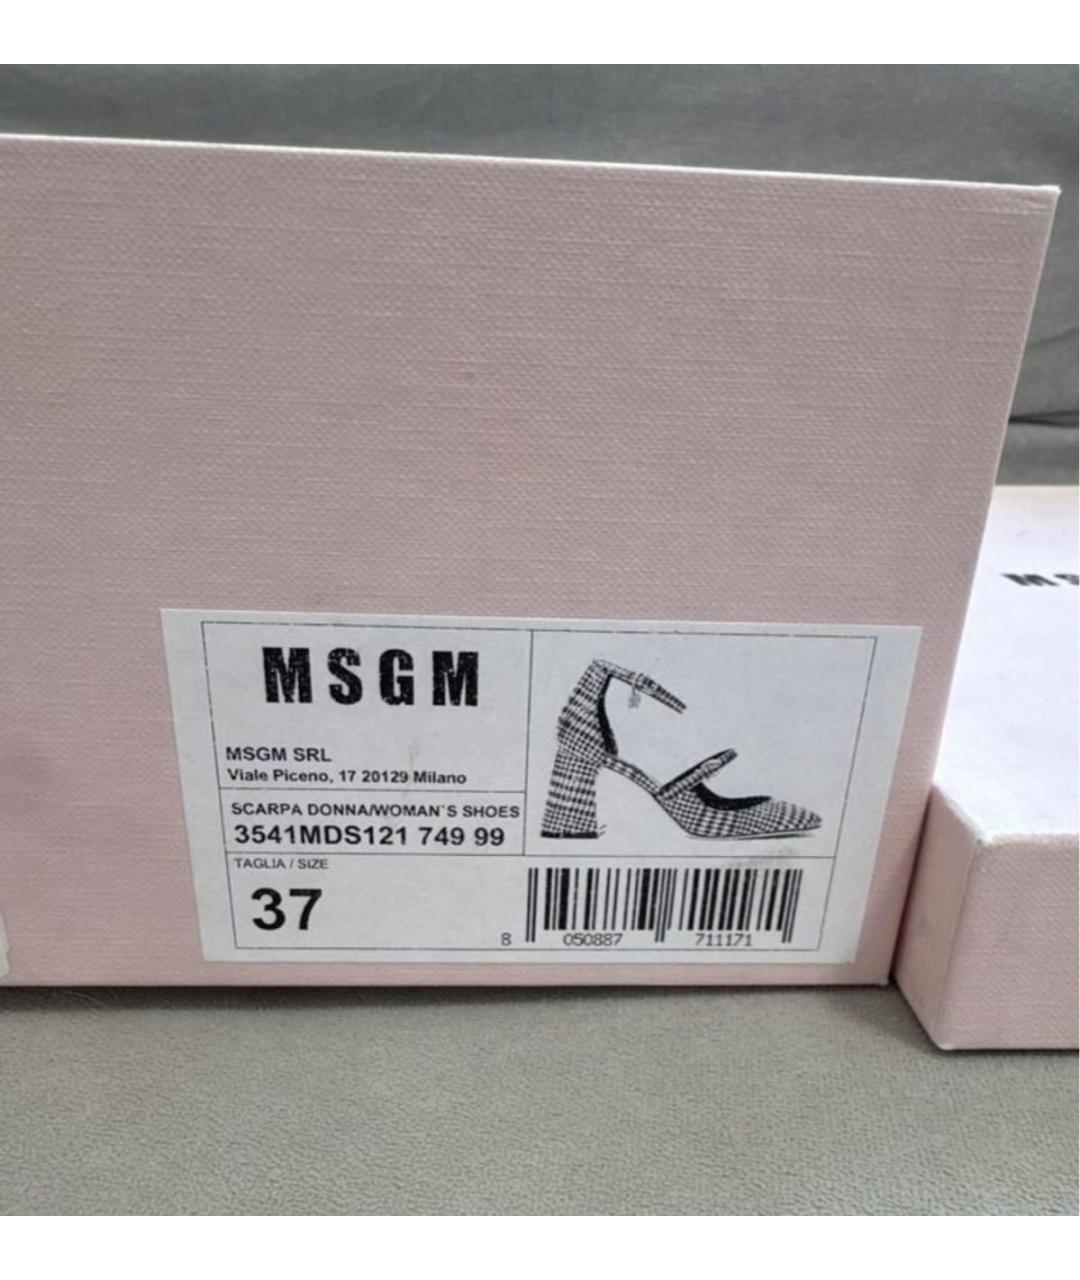 MSGM
MSGM SRL
Viale Piceno, 17 20129 Milano
SCARPA DONNA/WOMAN`S SHOES
3541MDS121 749 99
TAGLIA / SIZE
37
8 050887 711171